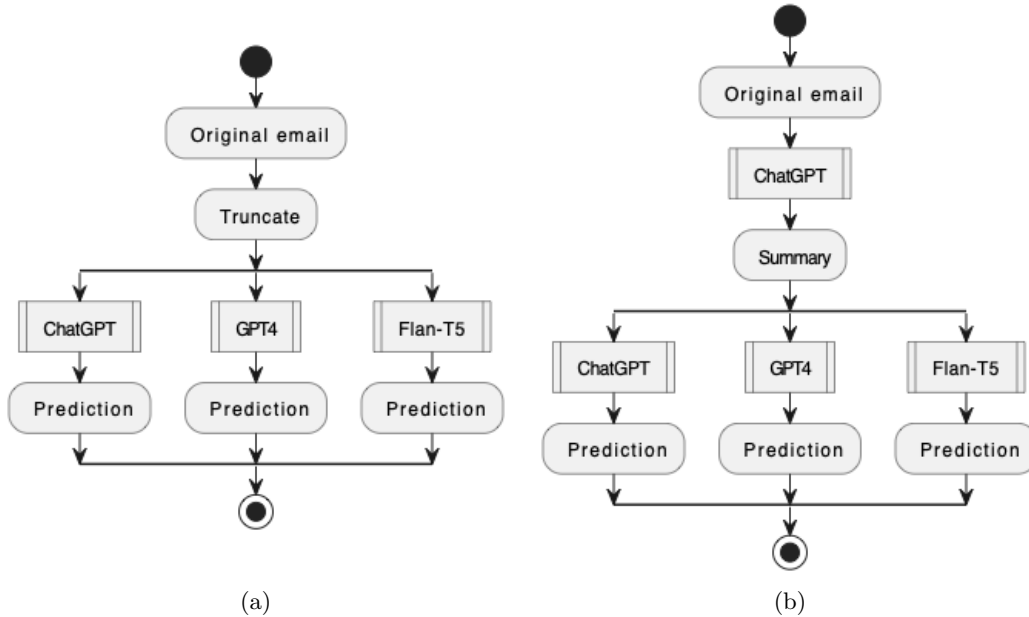 Original email
Truncate
ChatGPT GPT4 Flan-T5
Prediction Prediction Prediction
(a)
Original email
ChatGPT
Summary
ChatGPT GPT4 Flan-T5
Prediction Prediction Prediction
(b)